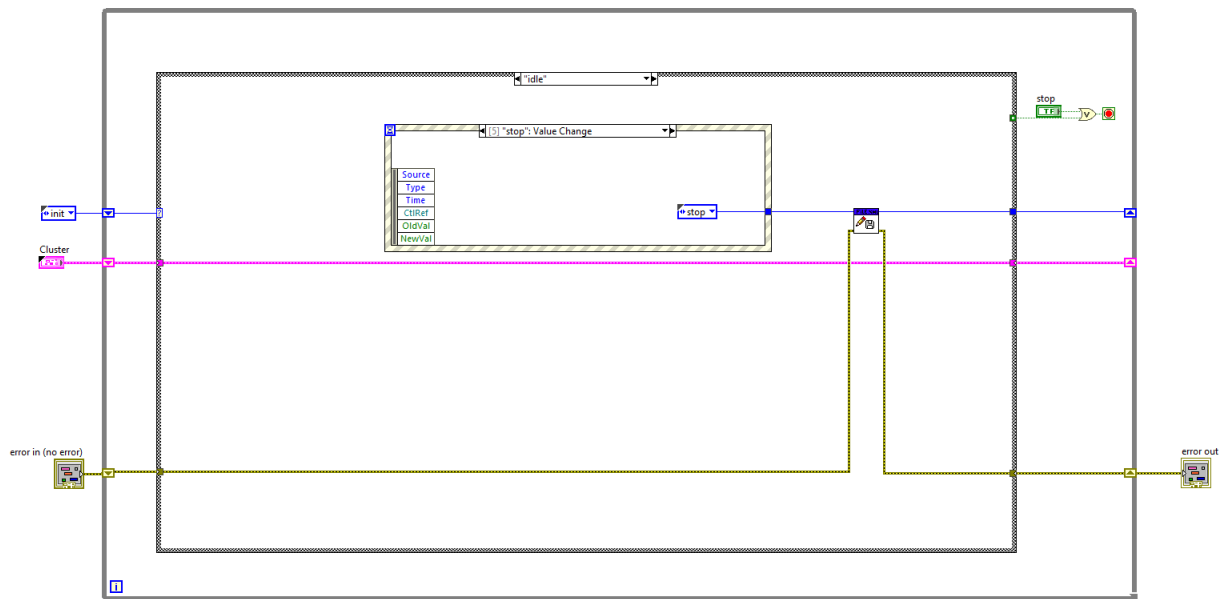 "idle"
stop
TF
[5] "stop": Value Change
Source
Type
Time
CtlRef
OldVal
NewVal
init
stop
Cluster
error in (no error)
error out
i